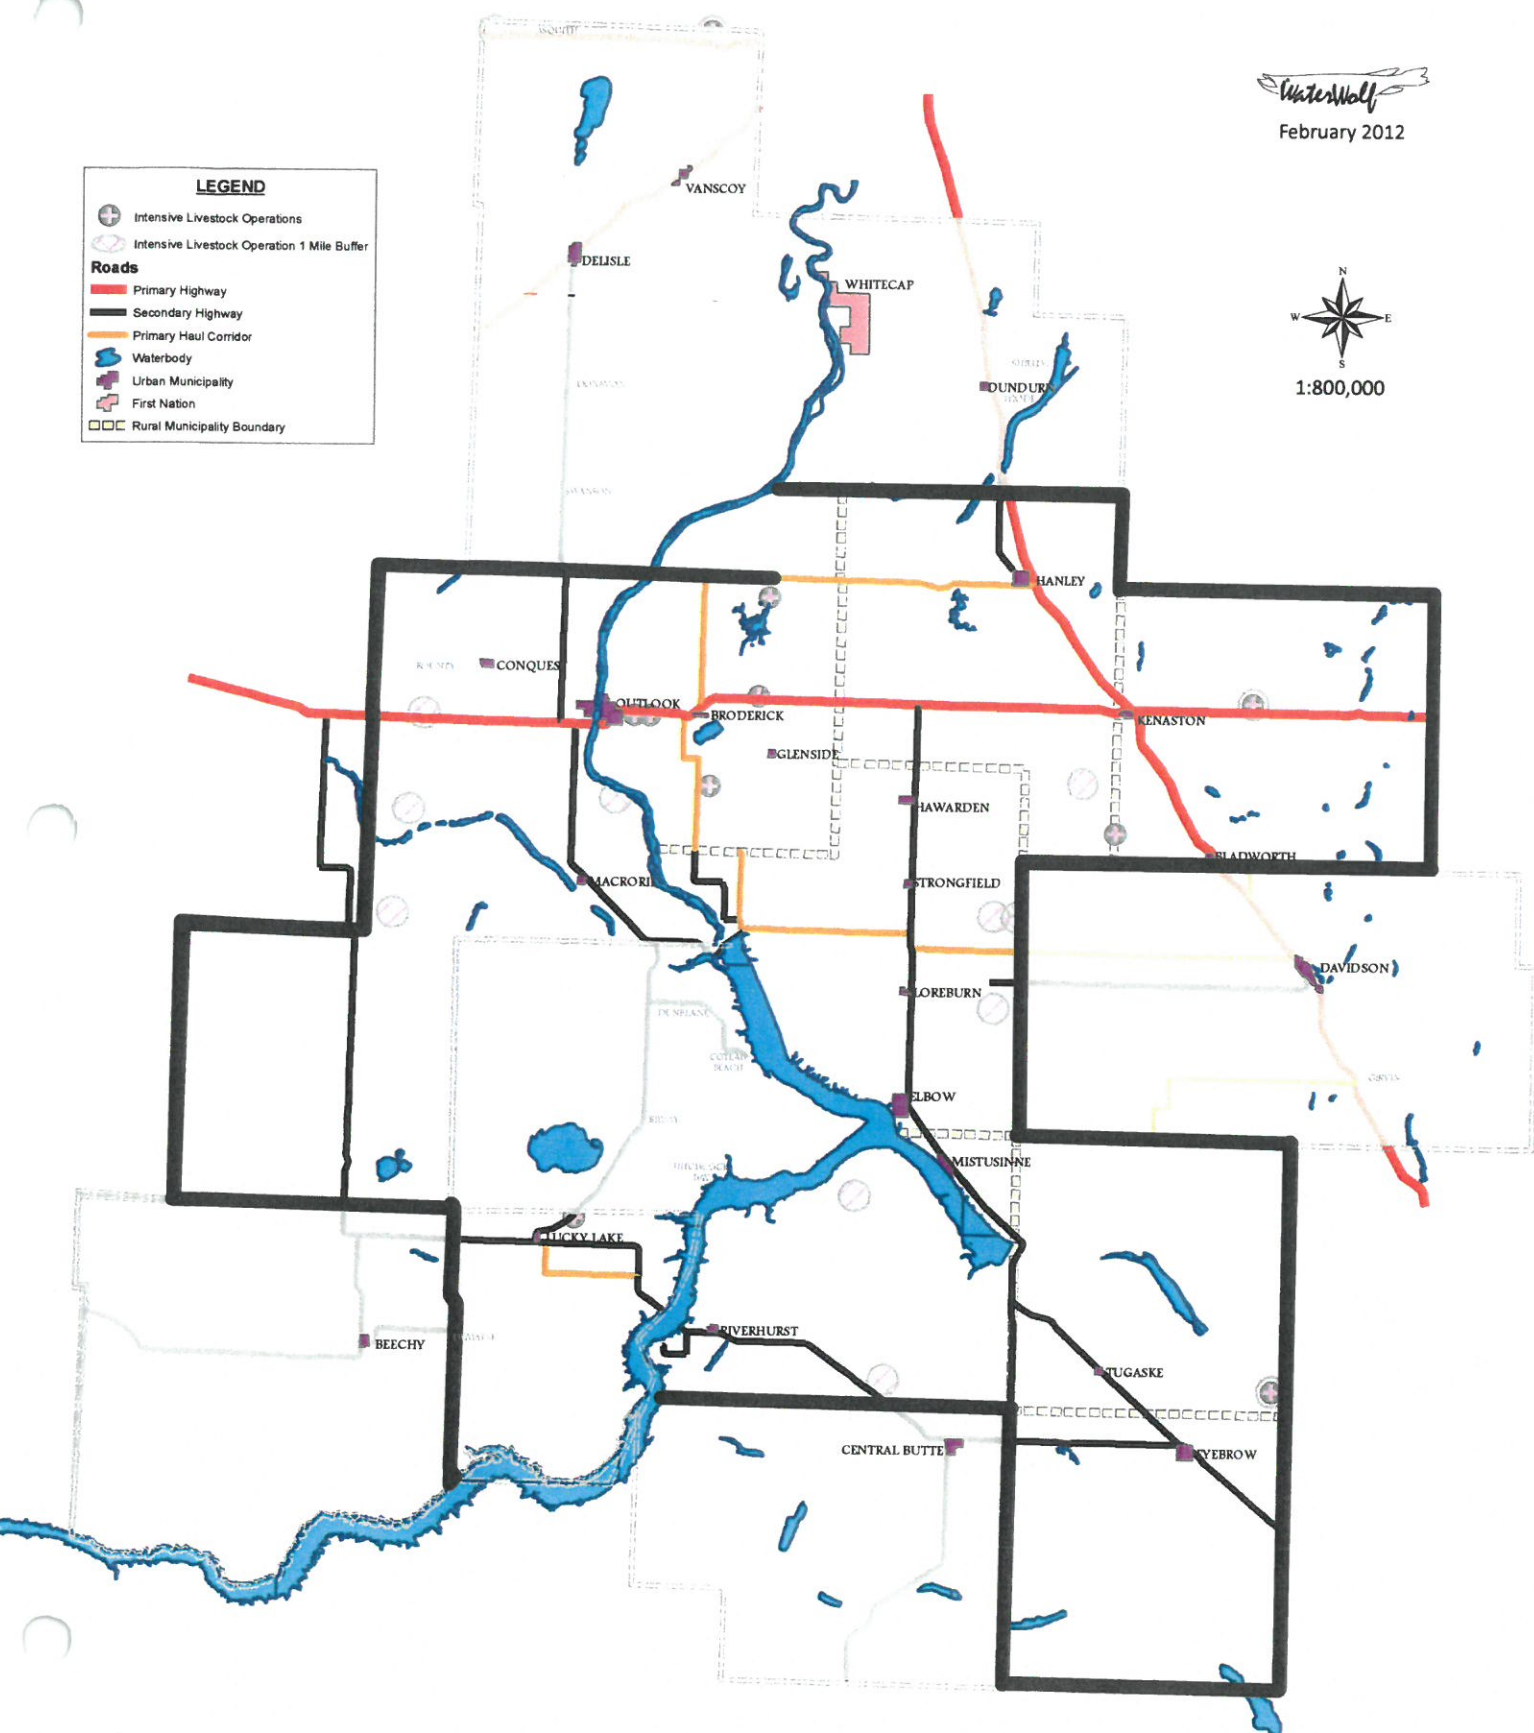 WaterWolf
February 2012
LEGEND
Intensive Livestock Operations
Intensive Livestock Operation 1 Mile Buffer
Roads
Primary Highway
Secondary Highway
Primary Haul Corridor
Waterbody
Urban Municipality
First Nation
Rural Municipality Boundary
N
W
E
S
1:800,000
VANSCOY
DELISLE
WHITECAP
DUNDURN
HANLEY
CONQUES
OUTLOOK
BRODERICK
KENASTON
GLENSIDE
HAWARDEN
BLADWORTH
MACRORIE
STRONGFIELD
DAVIDSON
LOREBURN
ELBOW
MISTUSINNE
LUCKY LAKE
RIVERHURST
BEECHY
TUGASKE
CENTRAL BUTTE
EYEBROW